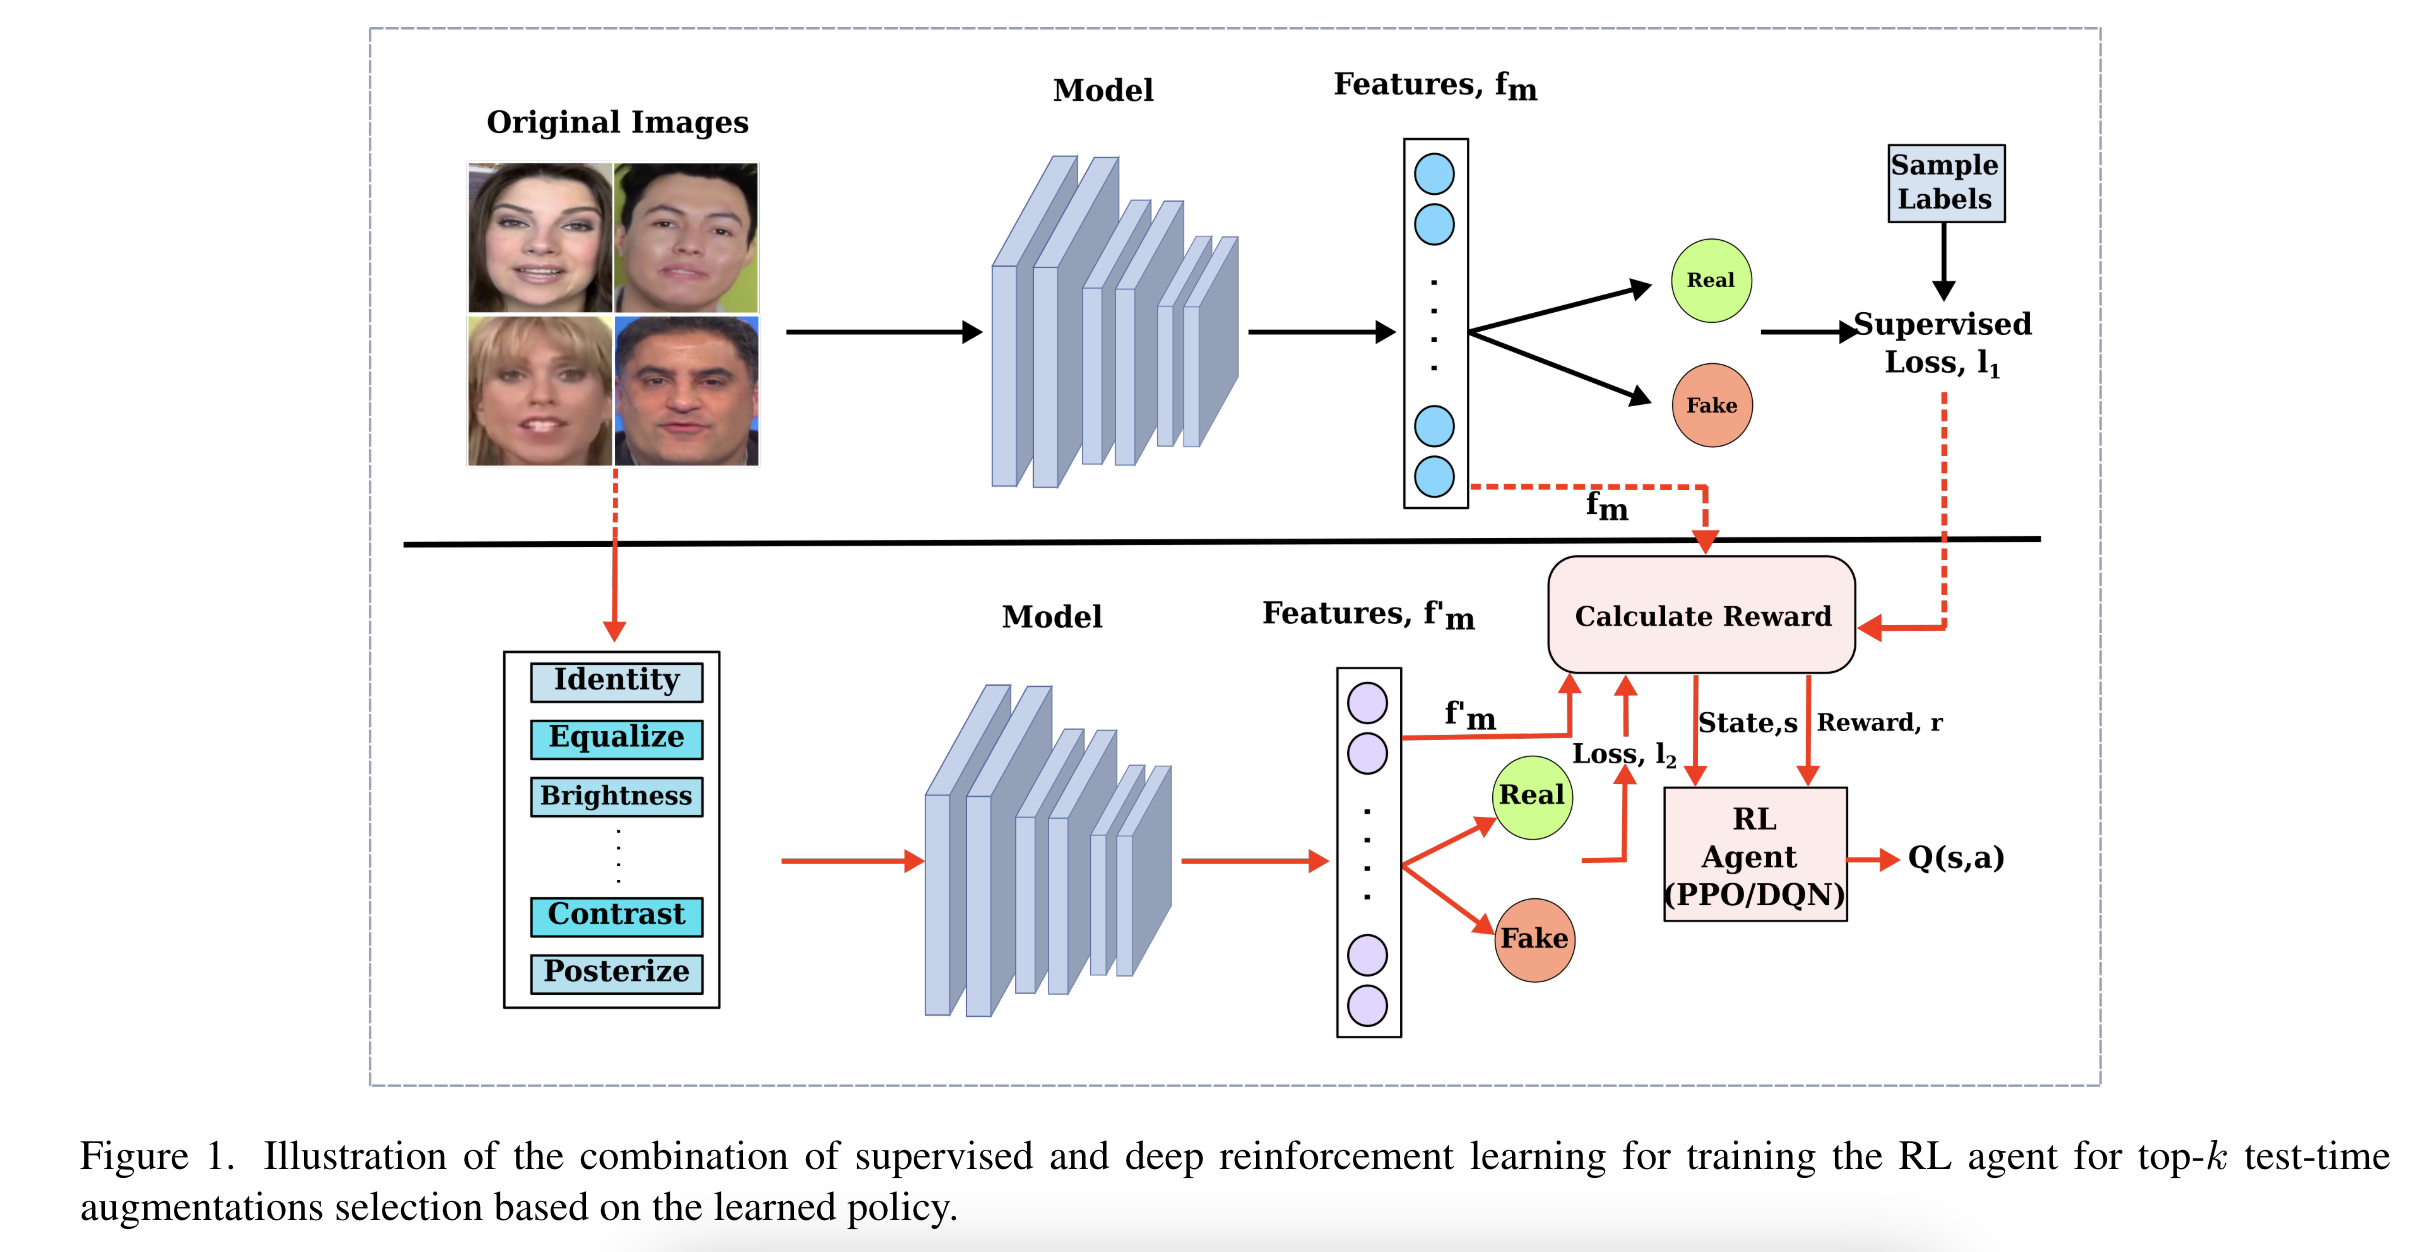 Original Images
Model
Features, fm
Sample
Labels
Real
Fake
Supervised
Loss, l1
fm
Calculate Reward
Identity
Equalize
Brightness
Contrast
Posterize
Model
Features, f'm
f'm
Real
Fake
Loss, l2
State,s
Reward, r
RL
Agent
(PPO/DQN)
Q(s,a)
Figure 1. Illustration of the combination of supervised and deep reinforcement learning for training the RL agent for top-k test-time
augmentations selection based on the learned policy.